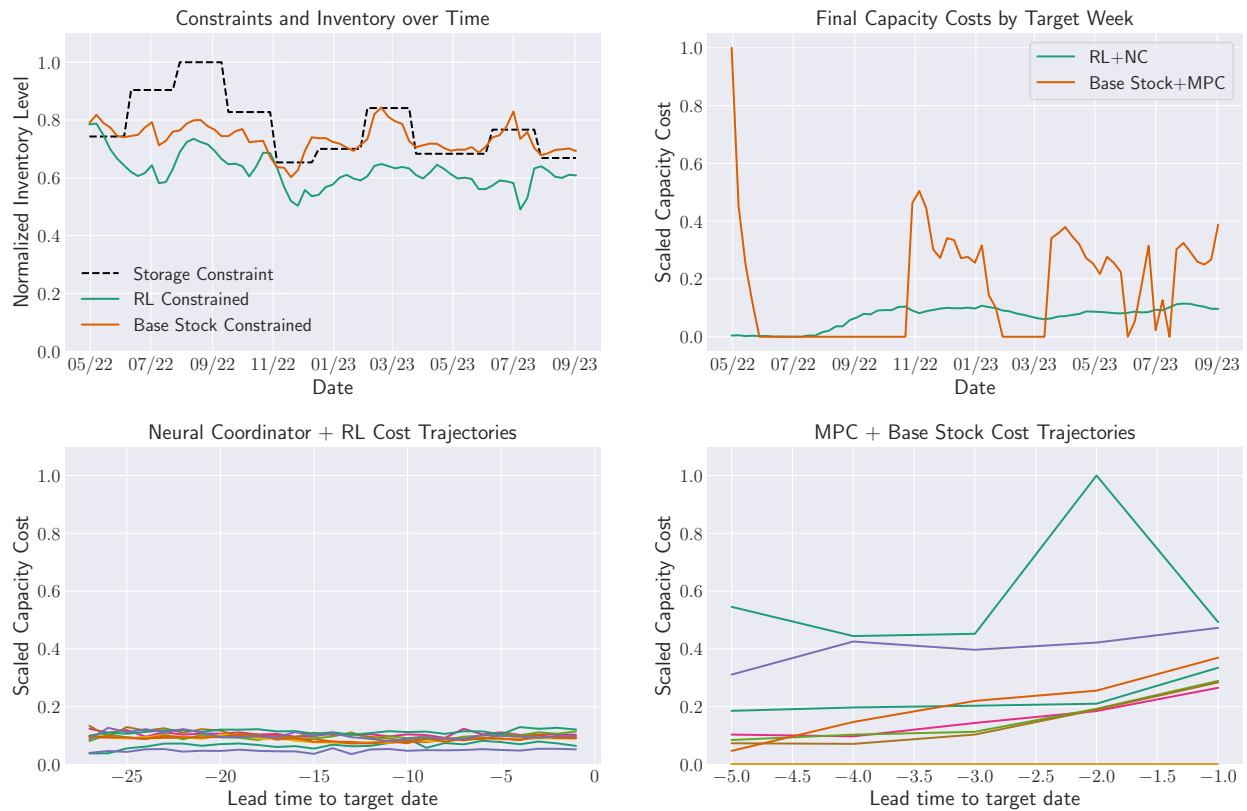 Constraints and Inventory over Time
Normalized Inventory Level
1.0
0.8
0.6
0.4
0.2
0.0
Storage Constraint
RL Constrained
Base Stock Constrained
05/22 07/22 09/22 11/22 01/23 03/23 05/23 07/23 09/23
Date
Final Capacity Costs by Target Week
Scaled Capacity Cost
1.0
0.8
0.6
0.4
0.2
0.0
RL+NC
Base Stock+MPC
05/22 07/22 09/22 11/22 01/23 03/23 05/23 07/23 09/23
Date
Neural Coordinator + RL Cost Trajectories
Scaled Capacity Cost
1.0
0.8
0.6
0.4
0.2
0.0
−25 −20 −15 −10 −5 0
Lead time to target date
MPC + Base Stock Cost Trajectories
Scaled Capacity Cost
1.0
0.8
0.6
0.4
0.2
0.0
−5.0 −4.5 −4.0 −3.5 −3.0 −2.5 −2.0 −1.5 −1.0
Lead time to target date